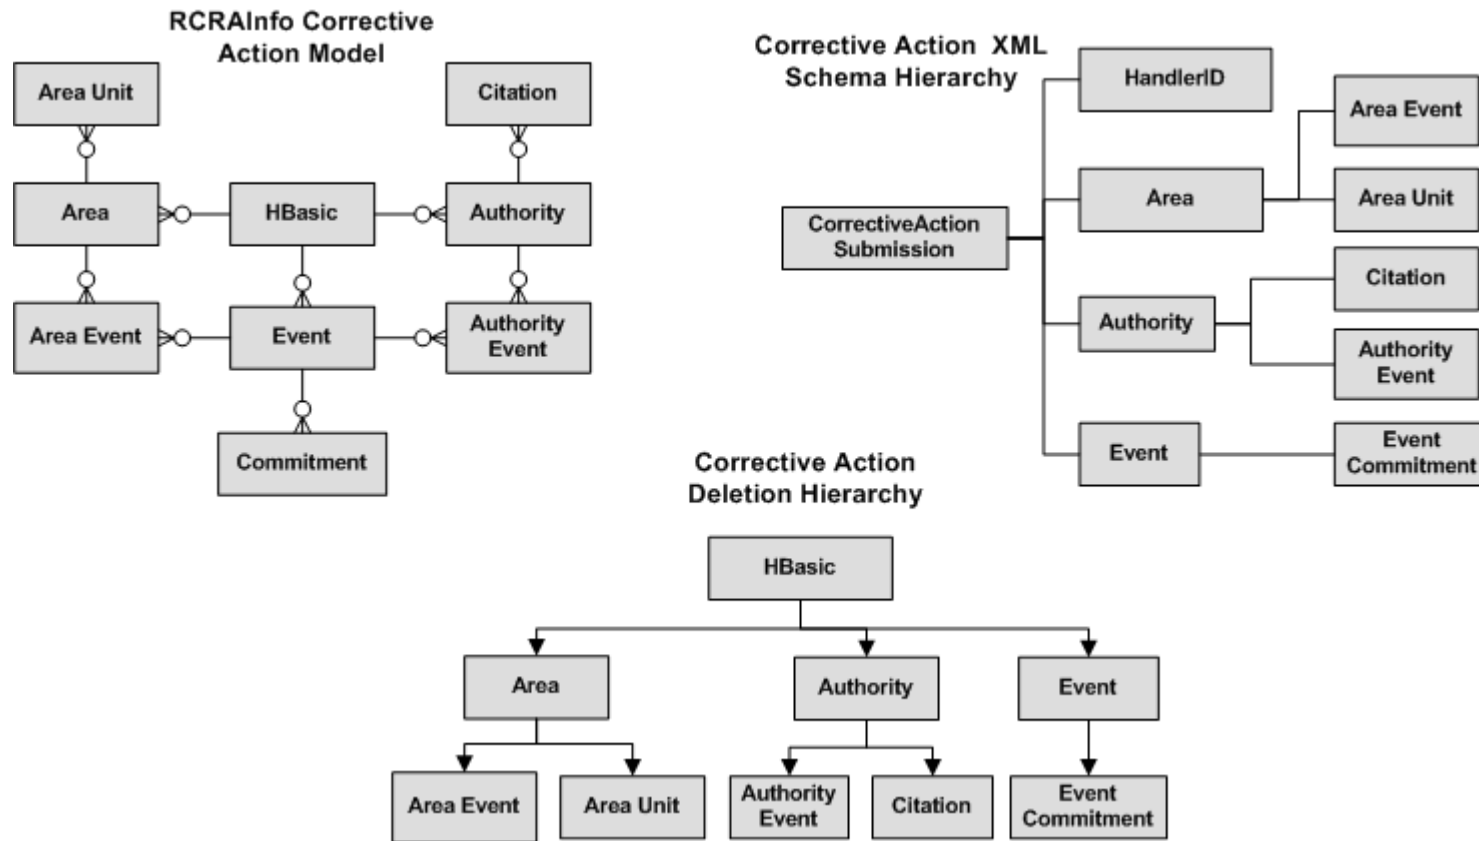 RCRAInfo Corrective
Action Model
Area Unit
Citation
Area
HBasic
Authority
Area Event
Event
Authority
Event
Commitment
Corrective Action XML
Schema Hierarchy
HandlerID
Area Event
Area
Area Unit
CorrectiveAction
Submission
Citation
Authority
Authority
Event
Event
Event
Commitment
Corrective Action
Deletion Hierarchy
HBasic
Area
Authority
Event
Area Event
Area Unit
Authority
Event
Citation
Event
Commitment